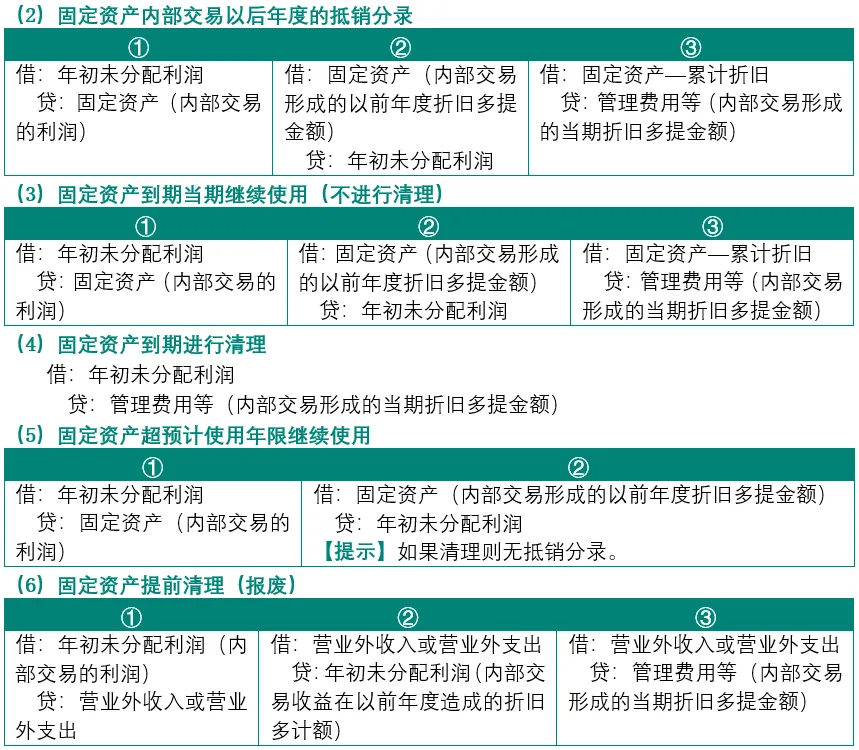 （2）固定资产内部交易以后年度的抵销分录
① ② ③
借：年初未分配利润
贷：固定资产（内部交易
的利润）
借：固定资产（内部交易
形成的以前年度折旧多提
金额）
贷：年初未分配利润
借：固定资产—累计折旧
贷：管理费用等（内部交易形成
的当期折旧多提金额）
（3）固定资产到期当期继续使用（不进行清理）
① ② ③
借：年初未分配利润
贷：固定资产（内部交易的
利润）
借：固定资产（内部交易形成
的以前年度折旧多提金额）
贷：年初未分配利润
借：固定资产—累计折旧
贷：管理费用等（内部交易
形成的当期折旧多提金额）
（4）固定资产到期进行清理
借：年初未分配利润
贷：管理费用等（内部交易形成的当期折旧多提金额）
（5）固定资产超预计使用年限继续使用
① ②
借：年初未分配利润
贷：固定资产（内部交易的
利润）
借：固定资产（内部交易形成的以前年度折旧多提金额）
贷：年初未分配利润
【提示】如果清理则无抵销分录。
（6）固定资产提前清理（报废）
① ② ③
借：年初未分配利润（内
部交易的利润）
贷：营业外收入或营业
外支出
借：营业外收入或营业外支出
贷：年初未分配利润（内部交
易收益在以前年度造成的折旧
多计额）
借：营业外收入或营业外支出
贷：管理费用等（内部交易
形成的当期折旧多提金额）